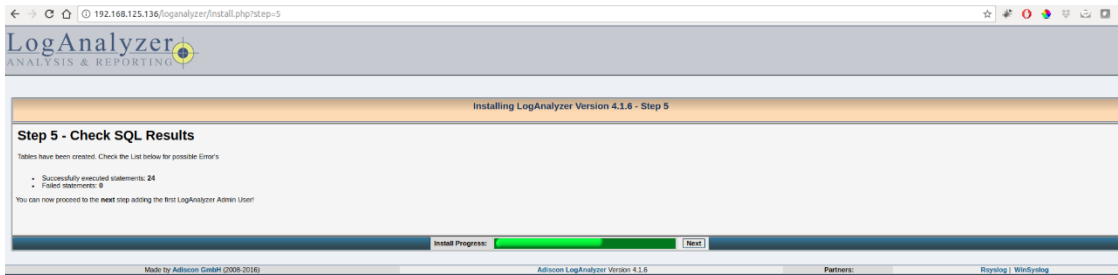 192.168.125.136/loganalyzer/install.php?step=5
LogAnalyzer
ANALYSIS & REPORTING
Installing LogAnalyzer Version 4.1.6 - Step 5
Step 5 - Check SQL Results
Tables have been created. Check the List below for possible Error's
Successfully executed statements: 24
Failed statements: 0
You can now proceed to the next step adding the first LogAnalyzer Admin User!
Install Progress: Next
Made by Adiscon GmbH (2008-2016) Adiscon LogAnalyzer Version 4.1.6 Partners: Rsyslog | WinSyslog